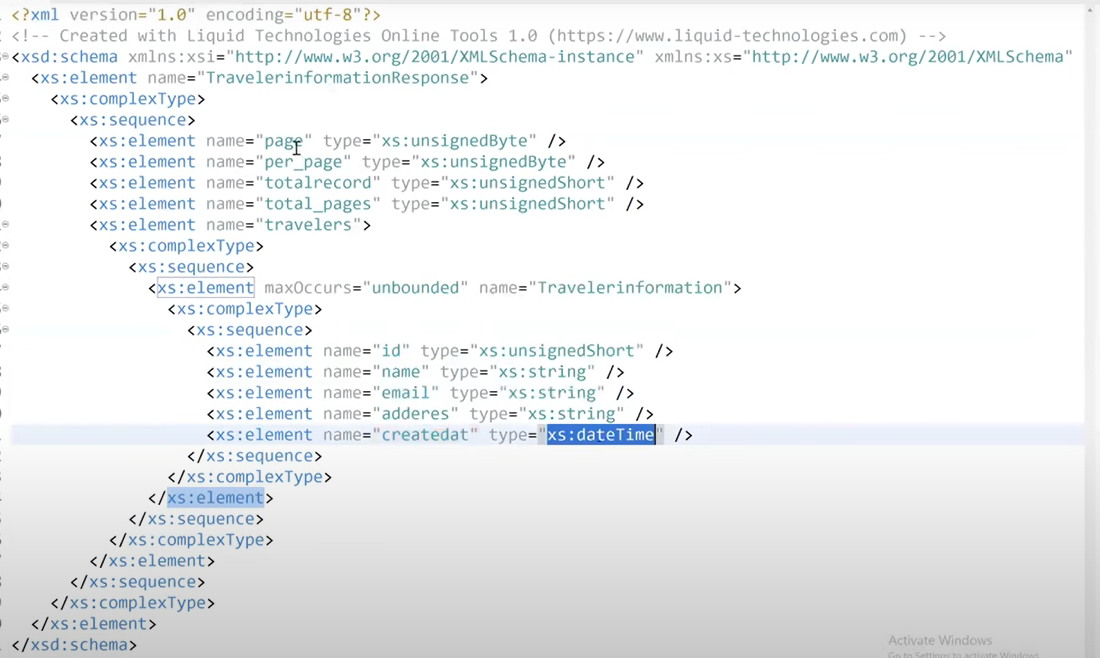 <?xml version="1.0" encoding="utf-8"?>
<!-- Created with Liquid Technologies Online Tools 1.0 (https://www.liquid-technologies.com) -->
<xsd:schema xmlns:xsi="http://www.w3.org/2001/XMLSchema-instance" xmlns:xs="http://www.w3.org/2001/XMLSchema"
<xs:element name="TravelerinformationResponse">
<xs:complexType>
<xs:sequence>
<xs:element name="page" type="xs:unsignedByte" />
<xs:element name="per_page" type="xs:unsignedByte" />
<xs:element name="totalrecord" type="xs:unsignedShort" />
<xs:element name="total_pages" type="xs:unsignedShort" />
<xs:element name="travelers">
<xs:complexType>
<xs:sequence>
<xs:element maxOccurs="unbounded" name="Travelerinformation">
<xs:complexType>
<xs:sequence>
<xs:element name="id" type="xs:unsignedShort" />
<xs:element name="name" type="xs:string" />
<xs:element name="email" type="xs:string" />
<xs:element name="adderes" type="xs:string" />
<xs:element name="createdat" type="xs:dateTime" />
</xs:sequence>
</xs:complexType>
</xs:element>
</xs:sequence>
</xs:complexType>
</xs:element>
</xs:sequence>
</xs:complexType>
</xs:element>
</xsd:schema>
Activate Windows
Go to Settings to activate Windows.